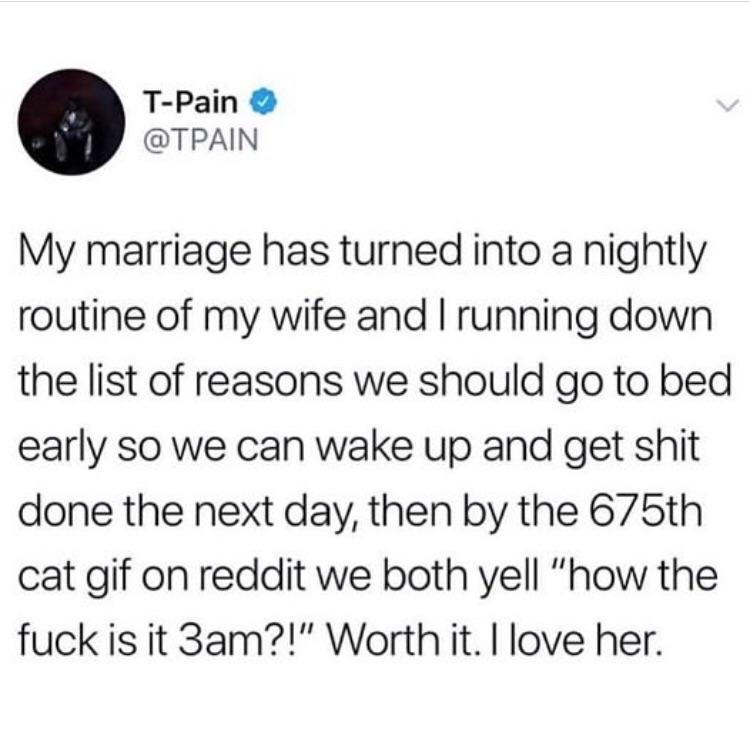 T-Pain
@TPAIN
My marriage has turned into a nightly
routine of my wife and I running down
the list of reasons we should go to bed
early so we can wake up and get shit
done the next day, then by the 675th
cat gif on reddit we both yell "how the
fuck is it 3am?!" Worth it. I love her.